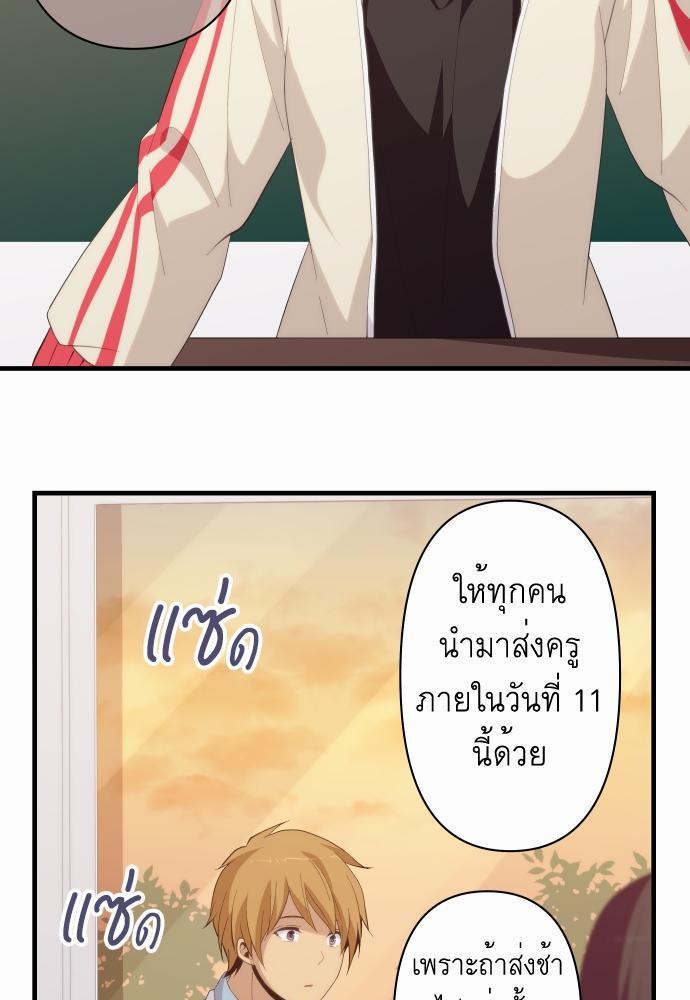 ให้ทุกคน
นำมาส่งครู
ภายในวันที่ 11
นี้ด้วย
แซ่ด
แซ่ด
เพราะถ้าส่งช้า